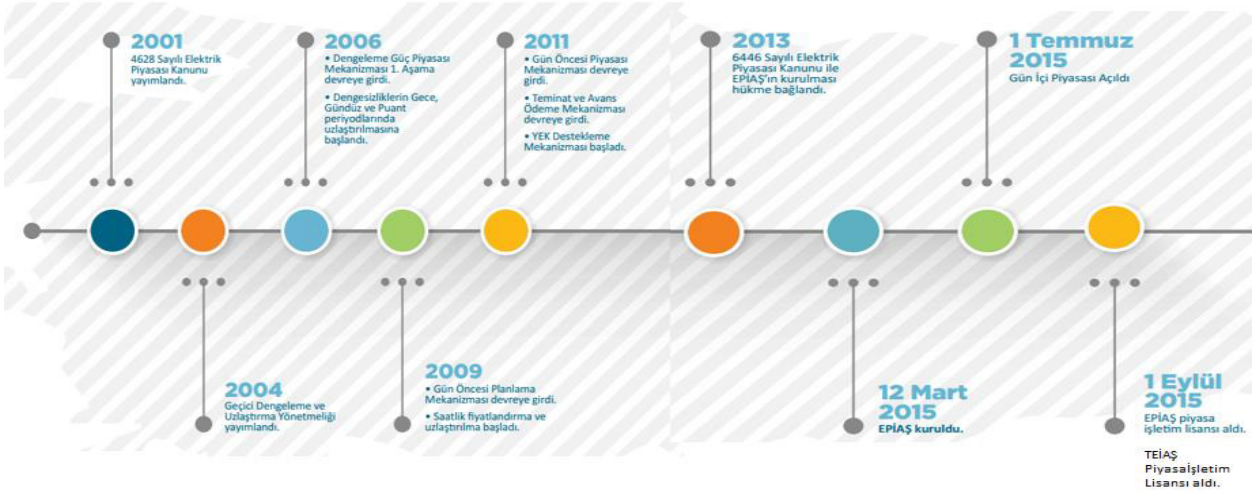 2001
4628 Sayılı Elektrik
Piyasası Kanunu
yayımlandı.
2004
Geçici Dengeleme ve
Uzlaştırma Yönetmeliği
yayımlandı.
2006
• Dengeleme Güç Piyasası
Mekanizması 1. Aşama
devreye girdi.
• Dengesizliklerin Gece,
Gündüz ve Puant
periyodlarında
uzlaştırılmasına
başlandı.
2009
• Gün Öncesi Planlama
Mekanizması devreye girdi.
• Saatlik fiyatlandırma ve
uzlaştırılma başladı.
2011
• Gün Öncesi Piyasası
Mekanizması devreye
girdi.
• Teminat ve Avans
Ödeme Mekanizması
devreye girdi.
• YEK Destekleme
Mekanizması başladı.
2013
6446 Sayılı Elektrik
Piyasası Kanunu ile
EPİAŞ'ın kurulması
hükme bağlandı.
12 Mart
2015
EPİAŞ kuruldu.
1 Temmuz
2015
Gün İçi Piyasası Açıldı
1 Eylül
2015
EPİAŞ piyasa
işletim lisansı aldı.
TEİAŞ
Piyasaİşletim
Lisansı aldı.